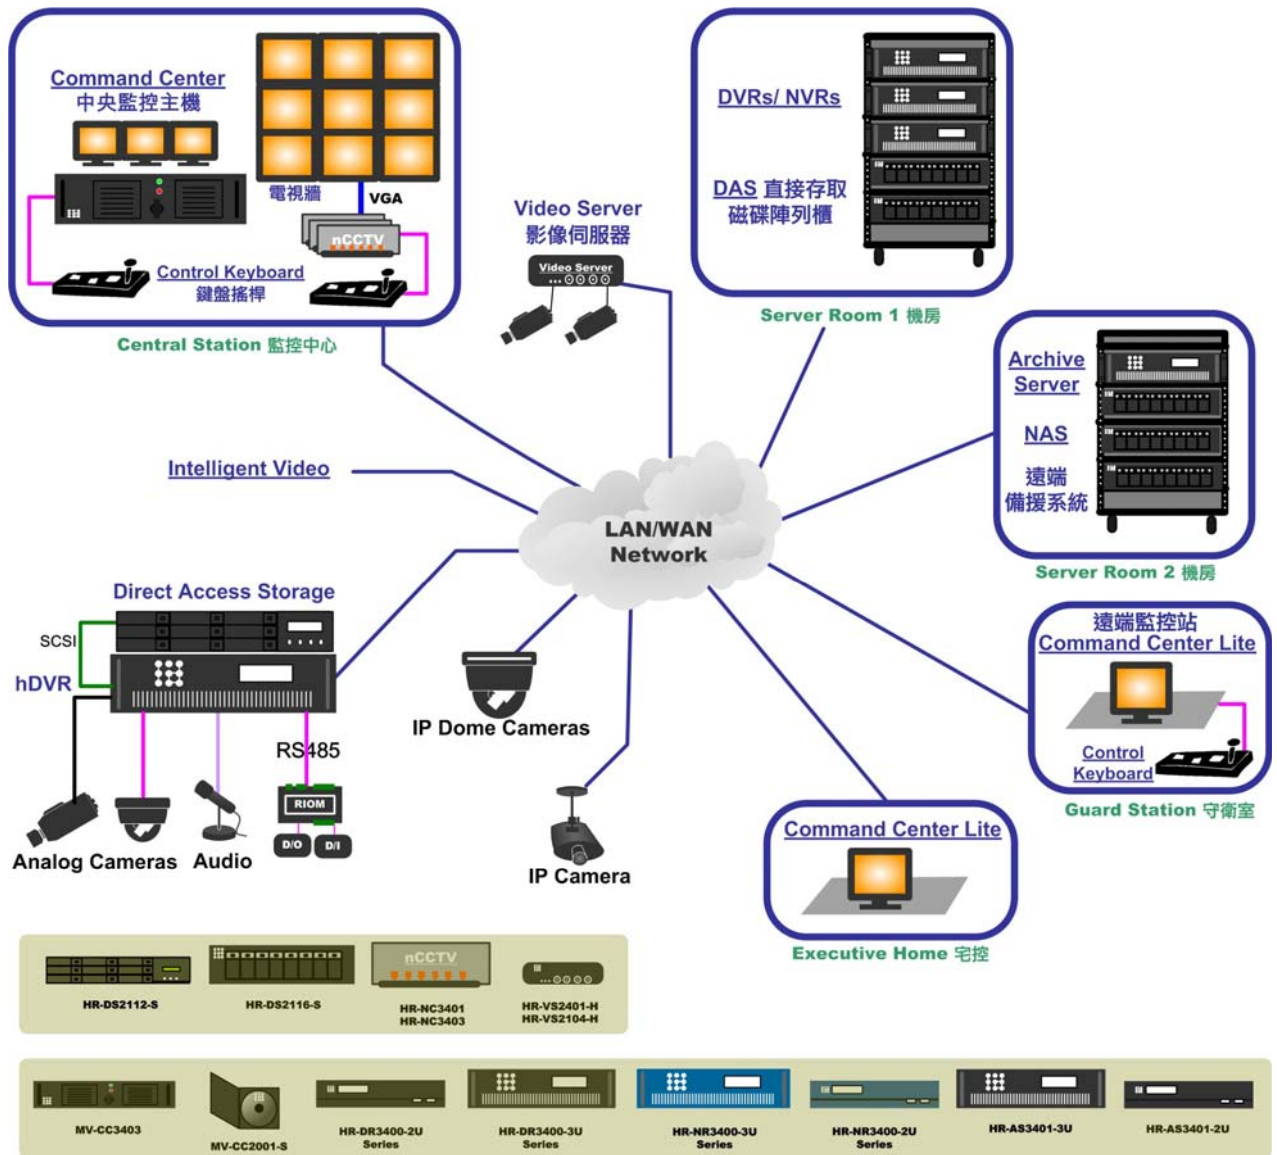 Command Center
中央監控主機
電視牆
VGA
nCCTV
Control Keyboard
鍵盤搖桿
Central Station 監控中心
Video Server
影像伺服器
Video Server
DVRs/ NVRs
DAS 直接存取
磁碟陣列櫃
Server Room 1 機房
Archive
Server
NAS
遠端
備援系統
Server Room 2 機房
Intelligent Video
LAN/WAN
Network
Direct Access Storage
SCSI
hDVR
RS485
RIOM
D/O
D/I
Analog Cameras
Audio
IP Dome Cameras
IP Camera
遠端監控站
Command Center Lite
Control
Keyboard
Guard Station 守衛室
Command Center Lite
Executive Home 宅控
nCCTV
HR-DS2112-S
HR-DS2116-S
HR-NC3401
HR-NC3403
HR-VS2401-H
HR-VS2104-H
MV-CC3403
MV-CC2001-S
HR-DR3400-2U
Series
HR-DR3400-3U
Series
HR-NR3400-3U
Series
HR-NR3400-2U
Series
HR-AS3401-3U
HR-AS3401-2U